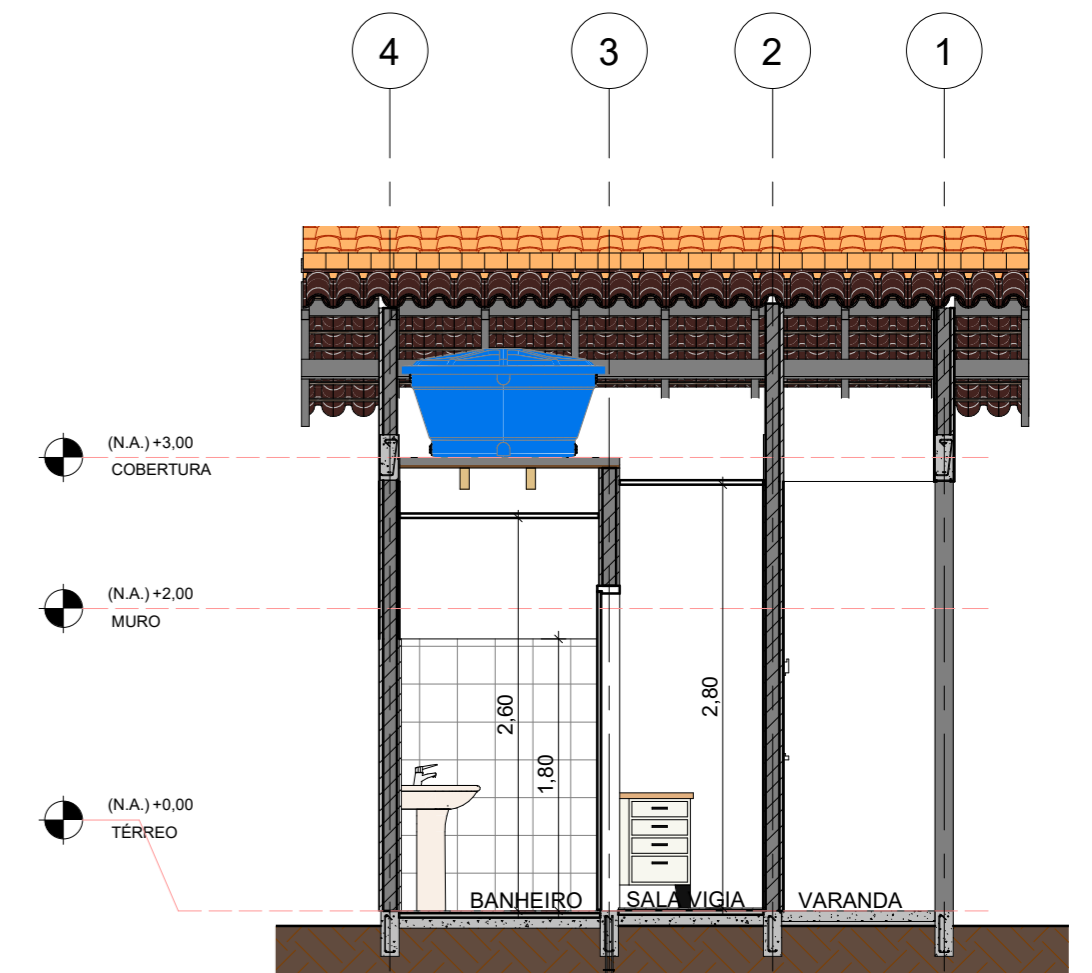 4 3 2 1
(N.A.) +3,00
COBERTURA
(N.A.) +2,00
MURO
2,60
2,80
1,80
(N.A.) +0,00
TÉRREO
BANHEIRO SALA VIGIA VARANDA